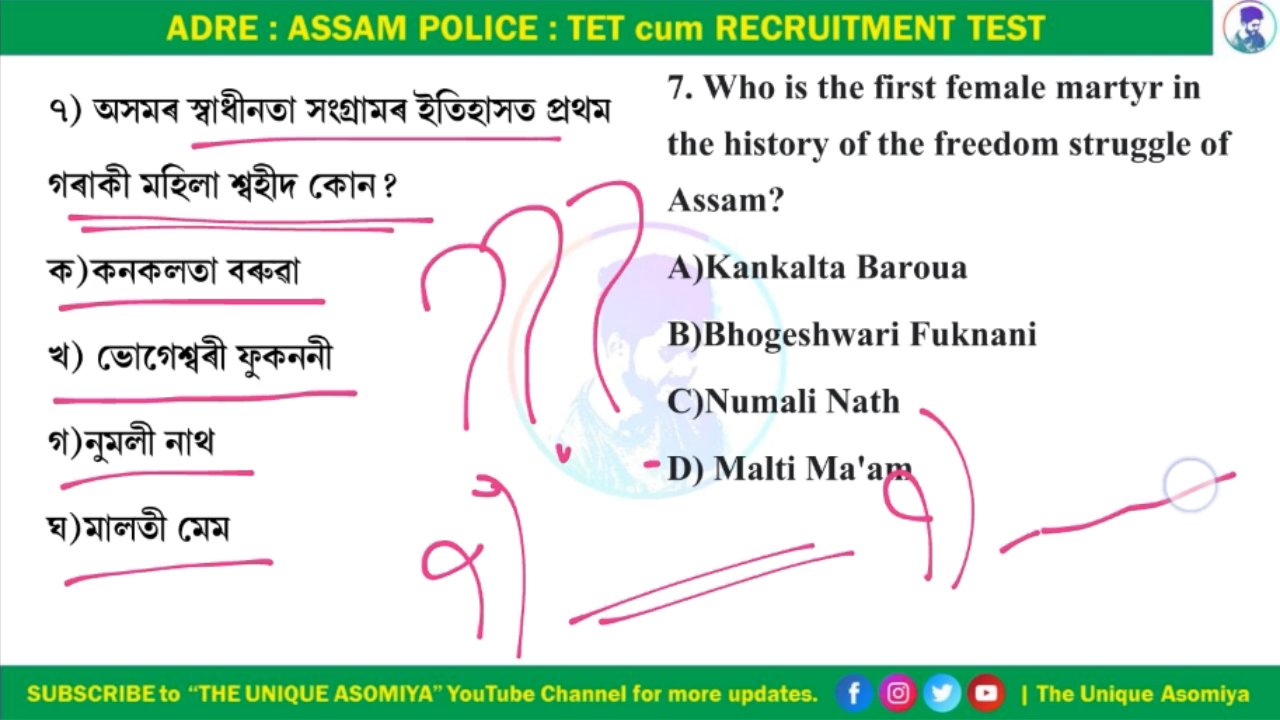 ADRE : ASSAM POLICE : TET cum RECRUITMENT TEST
৭) অসমৰ স্বাধীনতা সংগ্ৰামৰ ইতিহাসত প্ৰথম
গৰাকী মহিলা শ্বহীদ কোন?
ক)কনকলতা বৰুৱা
খ) ভোগেশ্বৰী ফুকননী
গ)নুমলী নাথ
ঘ)মালতী মেম
7. Who is the first female martyr in
the history of the freedom struggle of
Assam?
A)Kankalta Baroua
B)Bhogeshwari Fuknani
C)Numali Nath
D) Malti Ma'am
SUBSCRIBE to “THE UNIQUE ASOMIYA” YouTube Channel for more updates. | The Unique Asomiya